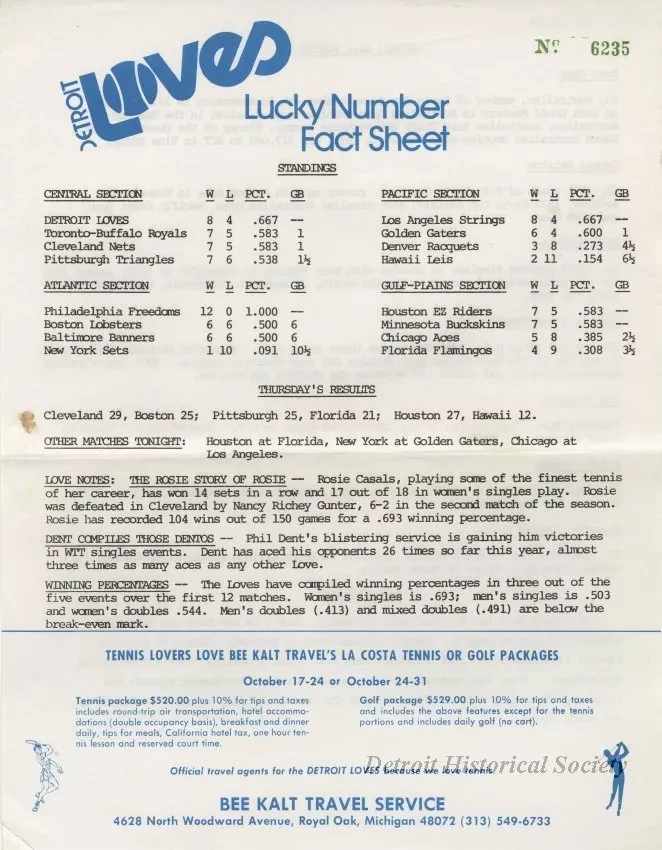 DETROIT LOVES
Nº 6235
Lucky Number
Fact Sheet
STANDINGS
CENTRAL SECTION W L PCT. GB
DETROIT LOVES 8 4 .667 --
Toronto-Buffalo Royals 7 5 .583 1
Cleveland Nets 7 5 .583 1
Pittsburgh Triangles 7 6 .538 1½
PACIFIC SECTION W L PCT. GB
Los Angeles Strings 8 4 .667 --
Golden Gaters 6 4 .600 1
Denver Racquets 3 8 .273 4½
Hawaii Leis 2 11 .154 6½
ATLANTIC SECTION W L PCT. GB
Philadelphia Freedoms 12 0 1.000 --
Boston Lobsters 6 6 .500 6
Baltimore Banners 6 6 .500 6
New York Sets 1 10 .091 10½
GULF-PLAINS SECTION W L PCT. GB
Houston EZ Riders 7 5 .583 --
Minnesota Buckskins 7 5 .583 --
Chicago Aces 5 8 .385 2½
Florida Flamingos 4 9 .308 3½
THURSDAY'S RESULTS
Cleveland 29, Boston 25; Pittsburgh 25, Florida 21; Houston 27, Hawaii 12.
OTHER MATCHES TONIGHT: Houston at Florida, New York at Golden Gaters, Chicago at
Los Angeles.
LOVE NOTES: THE ROSIE STORY OF ROSIE -- Rosie Casals, playing some of the finest tennis
of her career, has won 14 sets in a row and 17 out of 18 in women's singles play. Rosie
was defeated in Cleveland by Nancy Richey Gunter, 6-2 in the second match of the season.
Rosie has recorded 104 wins out of 150 games for a .693 winning percentage.
DENT COMPILES THOSE DENTOS -- Phil Dent's blistering service is gaining him victories
in WTT singles events. Dent has aced his opponents 26 times so far this year, almost
three times as many aces as any other Love.
WINNING PERCENTAGES -- The Loves have compiled winning percentages in three out of the
five events over the first 12 matches. Women's singles is .693; men's singles is .503
and women's doubles .544. Men's doubles (.413) and mixed doubles (.491) are below the
break-even mark.
TENNIS LOVERS LOVE BEE KALT TRAVEL'S LA COSTA TENNIS OR GOLF PACKAGES
October 17-24 or October 24-31
Tennis package $520.00 plus 10% for tips and taxes
includes round-trip air transportation, hotel accommo-
dations (double occupancy basis), breakfast and dinner
daily, tips for meals, California hotel tax, one hour ten-
nis lesson and reserved court time.
Golf package $529.00 plus 10% for tips and taxes
and includes the above features except for the tennis
portions and includes daily golf (no cart).
Official travel agents for the DETROIT LOVES because we love tennis
Detroit Historical Society
BEE KALT TRAVEL SERVICE
4628 North Woodward Avenue, Royal Oak, Michigan 48072 (313) 549-6733